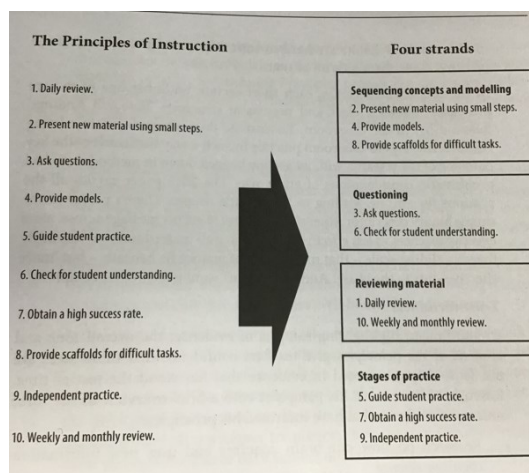 The Principles of Instruction
1. Daily review.
2. Present new material using small steps.
3. Ask questions.
4. Provide models.
5. Guide student practice.
6. Check for student understanding.
7. Obtain a high success rate.
8. Provide scaffolds for difficult tasks.
9. Independent practice.
10. Weekly and monthly review.
Four strands
Sequencing concepts and modelling
2. Present new material using small steps.
4. Provide models.
8. Provide scaffolds for difficult tasks.
Questioning
3. Ask questions.
6. Check for student understanding.
Reviewing material
1. Daily review.
10. Weekly and monthly review.
Stages of practice
5. Guide student practice.
7. Obtain a high success rate.
9. Independent practice.